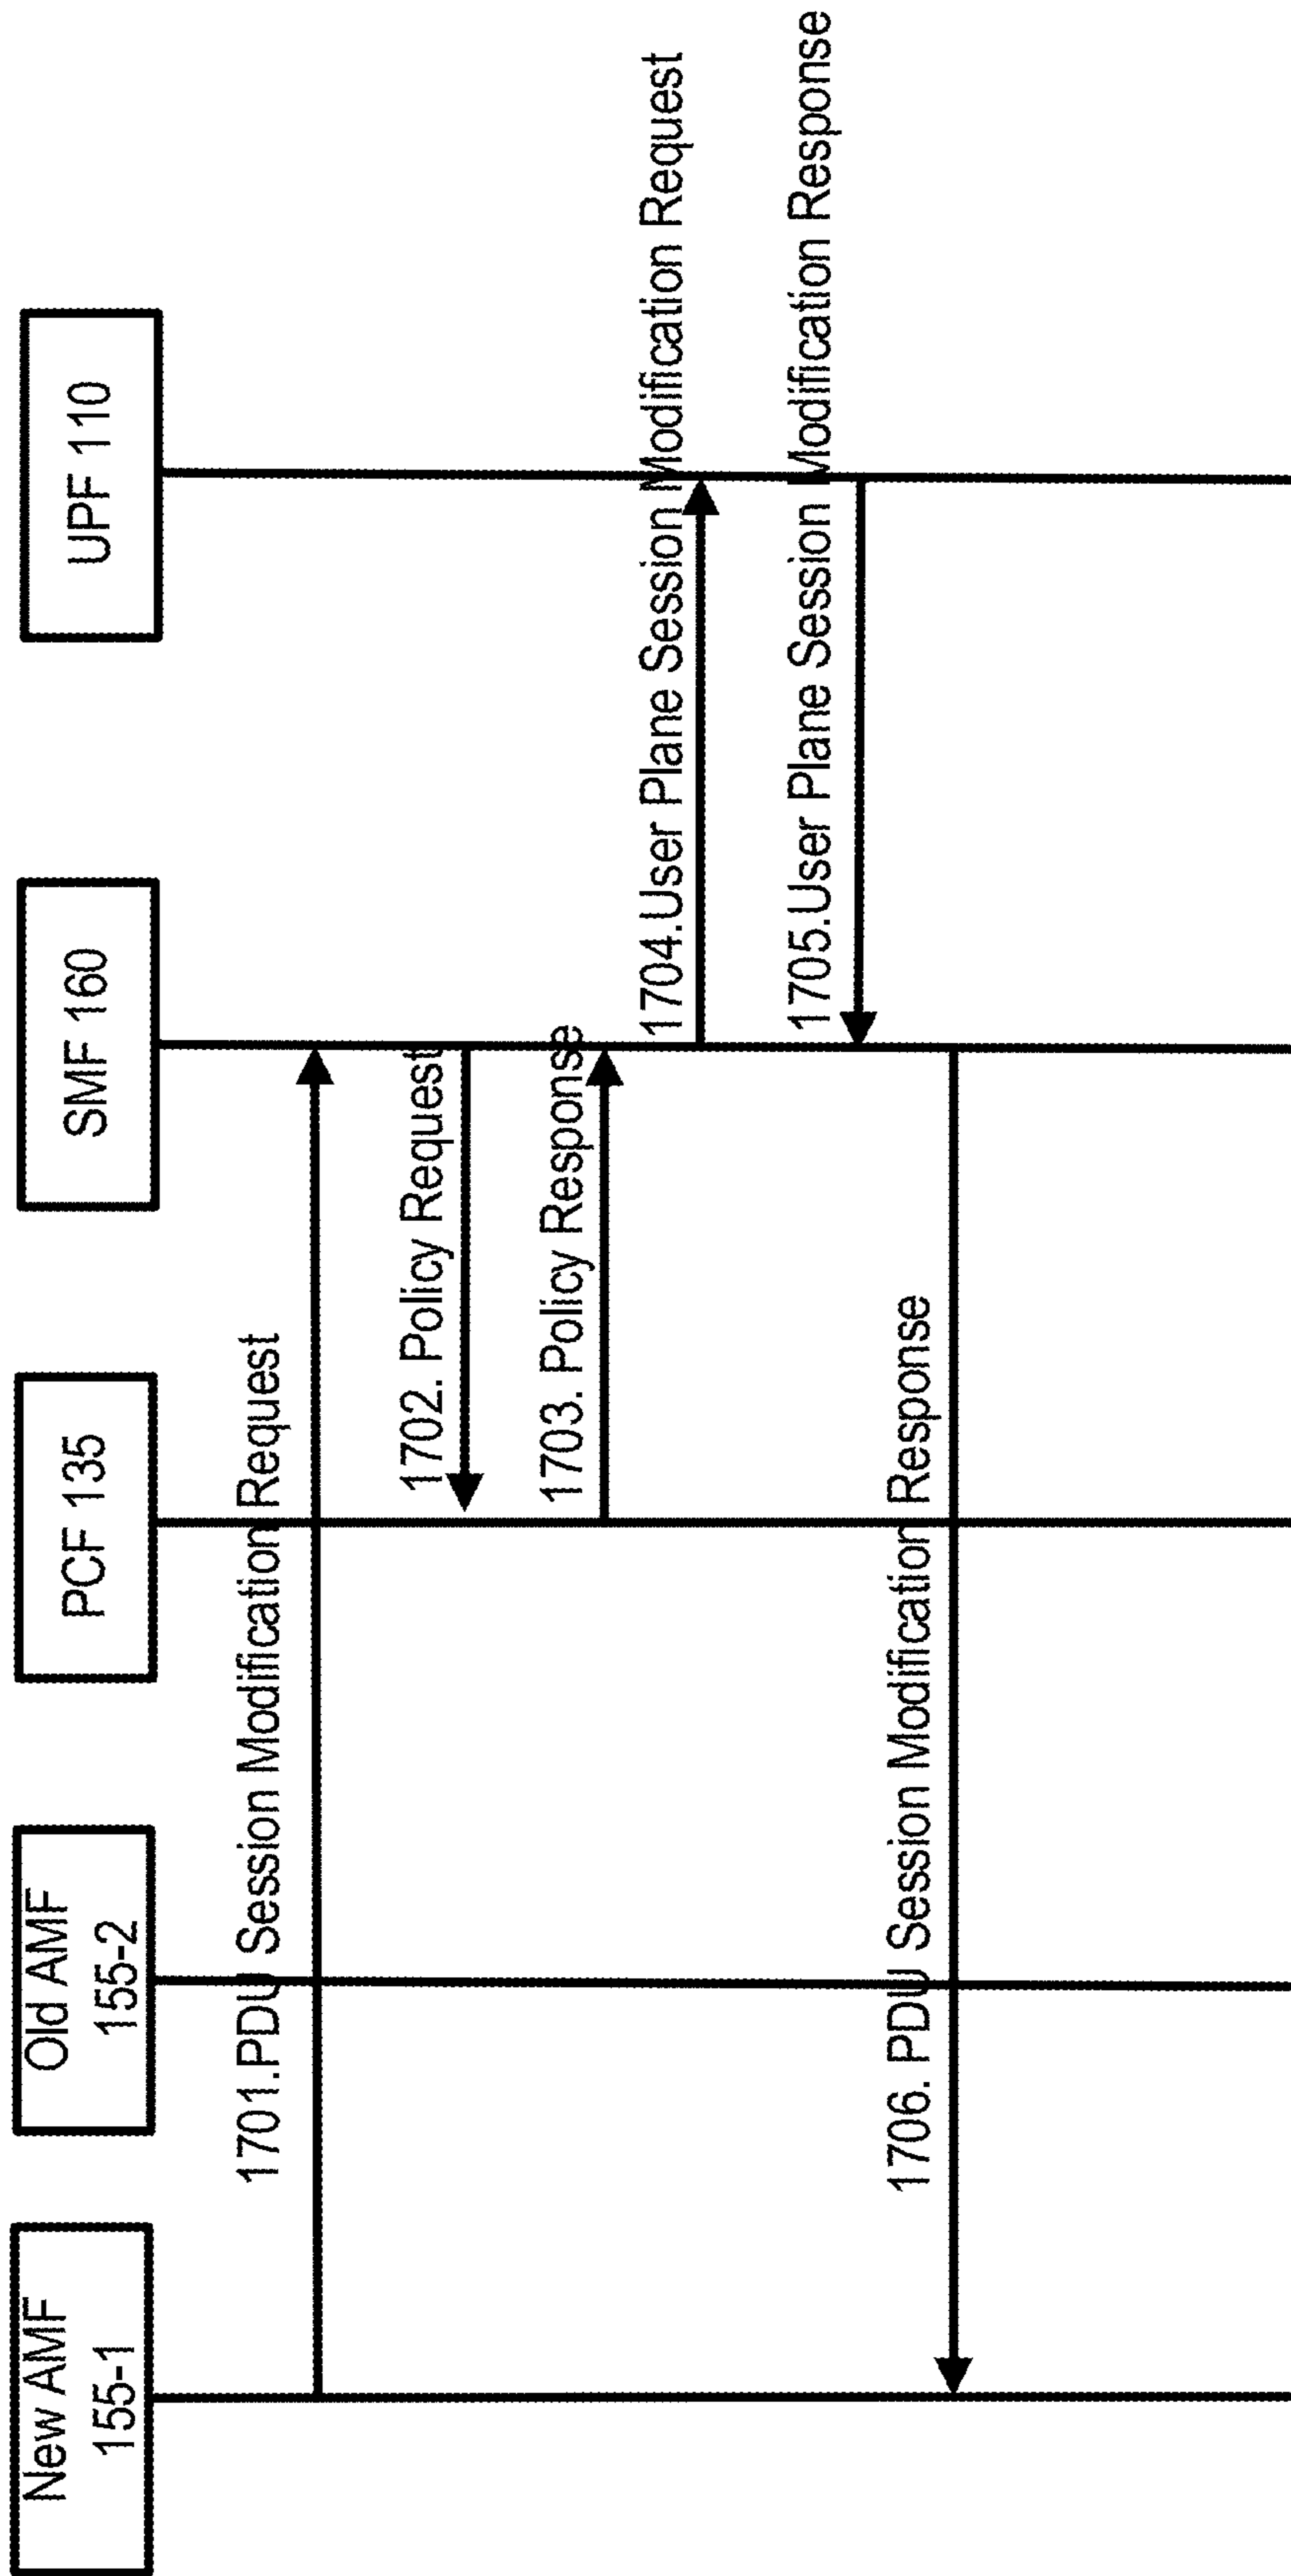 New AMF
155-1
Old AMF
155-2
PCF 135
SMF 160
UPF 110
1701.PDU Session Modification Request
1702. Policy Request
1703. Policy Response
1704.User Plane Session Modification Request
1705.User Plane Session Modification Response
1706. PDU Session Modification Response